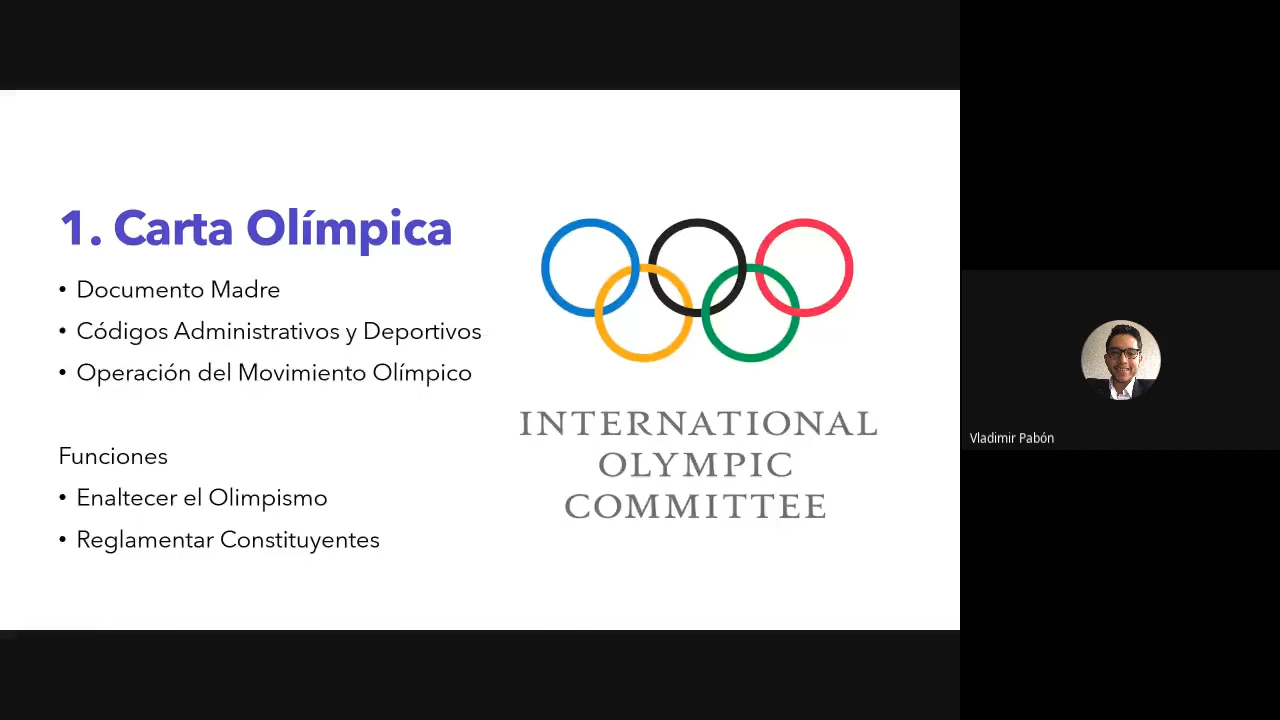 1. Carta Olímpica
• Documento Madre
• Códigos Administrativos y Deportivos
• Operación del Movimiento Olímpico
Funciones
• Enaltecer el Olimpismo
• Reglamentar Constituyentes
INTERNATIONAL
OLYMPIC
COMMITTEE
Vladimir Pabón